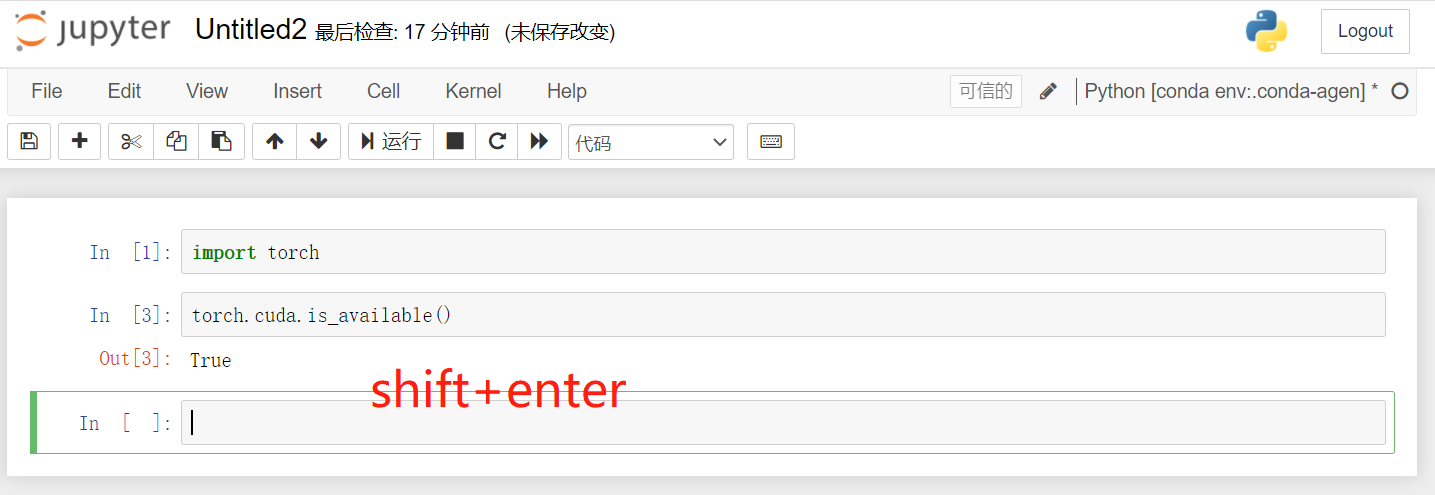 jupyter Untitled2 最后检查: 17 分钟前 (未保存改变) Logout
File Edit View Insert Cell Kernel Help 可信的 Python [conda env:.conda-agen] *
运行 代码
In [1]: import torch
In [3]: torch.cuda.is_available()
Out[3]: True
shift+enter
In [ ]: